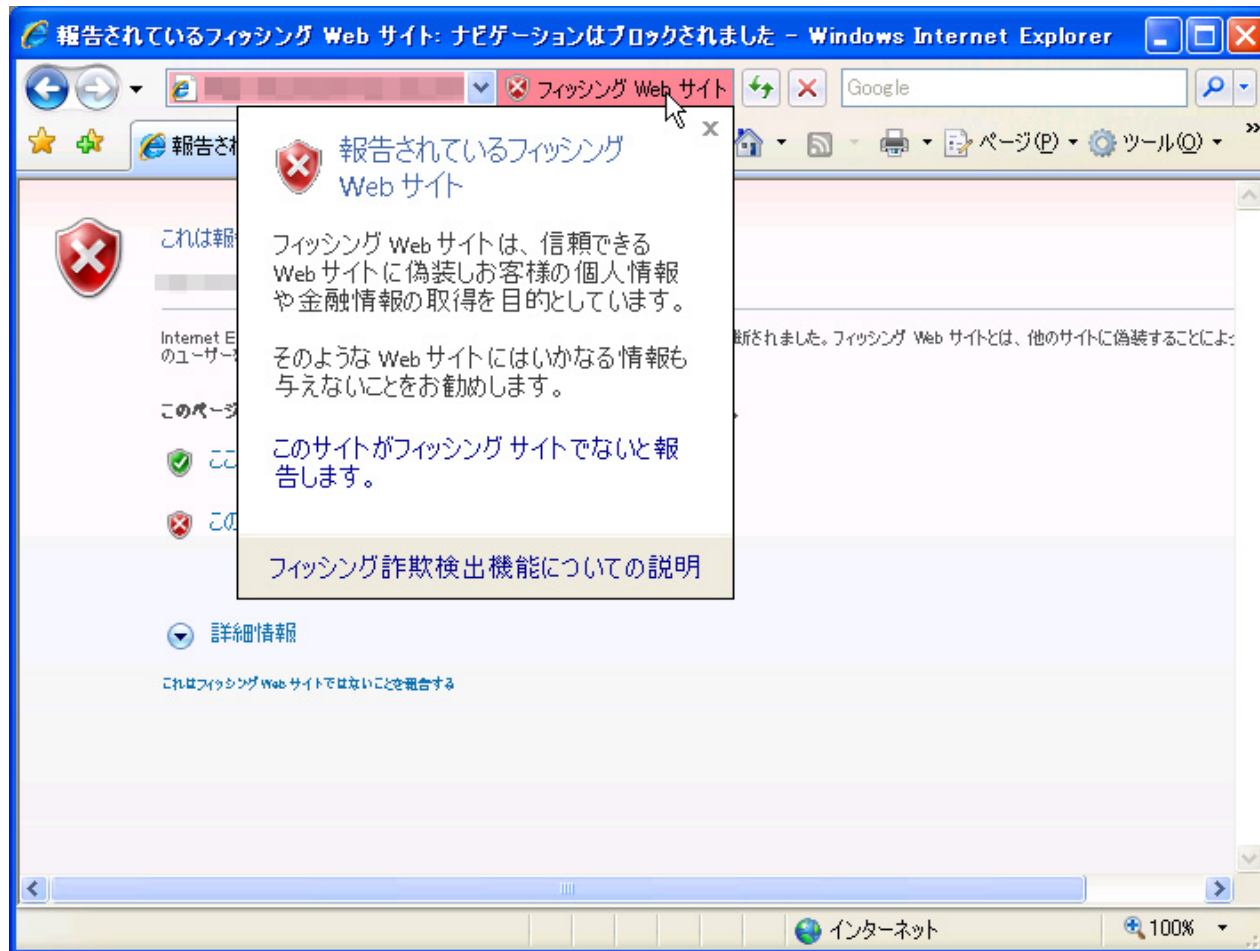 報告されているフィッシング Web サイト: ナビゲーションはブロックされました - Windows Internet Explorer
フィッシング Web サイト
Google
報告され
ページ(P)
ツール(O)
報告されているフィッシング
Web サイト
フィッシング Web サイトは、信頼できる
Web サイトに偽装しお客様の個人情報
や金融情報の取得を目的としています。
そのような Web サイトにはいかなる情報も
与えないことをお勧めします。
このサイトがフィッシング サイトでないと報
告します。
フィッシング詐欺検出機能についての説明
これは報
Internet E
断されました。フィッシング Web サイトとは、他のサイトに偽装することによっ
のユーザーを
このページ
ここ
この
詳細情報
これはフィッシング Web サイトではないことを報告する
インターネット
100%